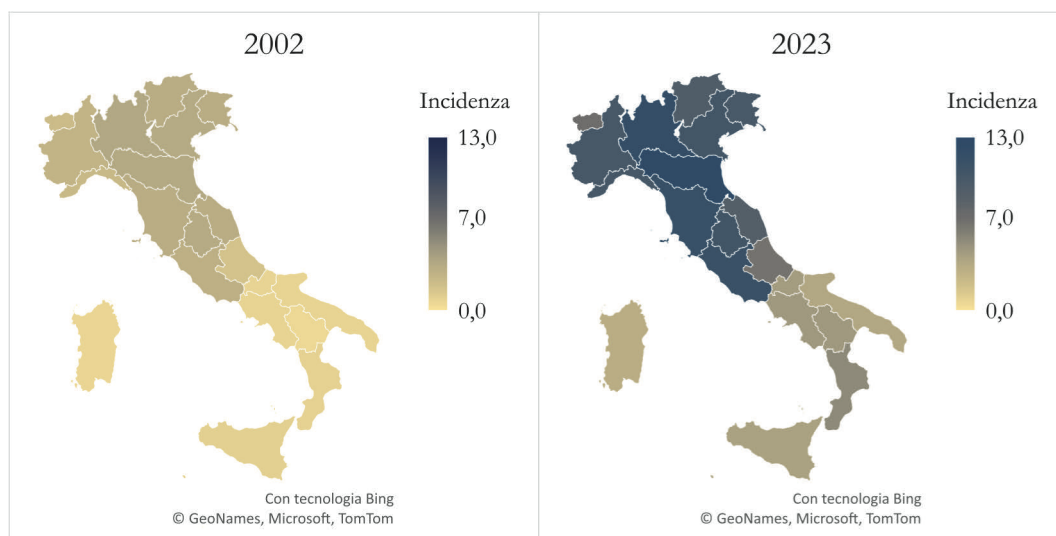 2002
Incidenza
13,0
7,0
0,0
Con tecnologia Bing
© GeoNames, Microsoft, TomTom
2023
Incidenza
13,0
7,0
0,0
Con tecnologia Bing
© GeoNames, Microsoft, TomTom